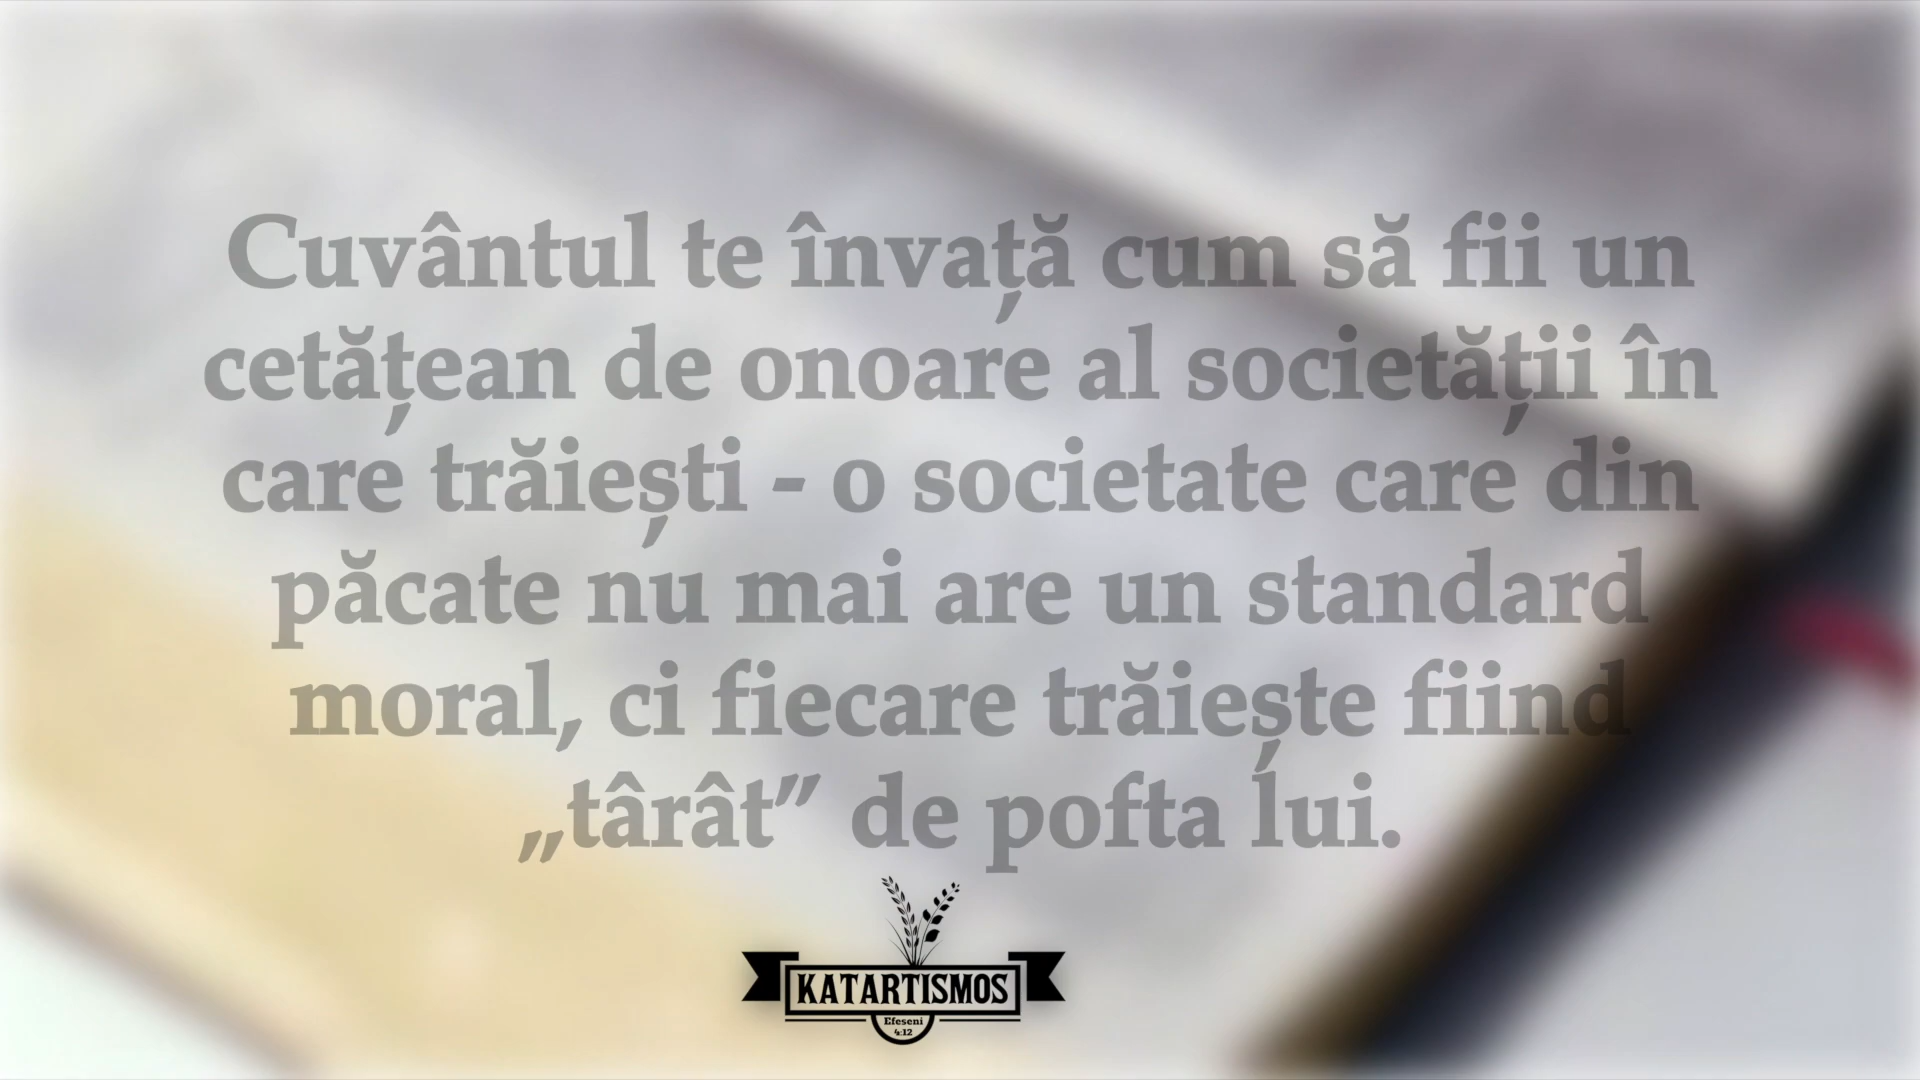 Cuvântul te învață cum să fii un
cetățean de onoare al societății în
care trăiești - o societate care din
păcate nu mai are un standard
moral, ci fiecare trăiește fiind
„târât” de pofta lui.
KATARTISMOS
Efeseni
4:12